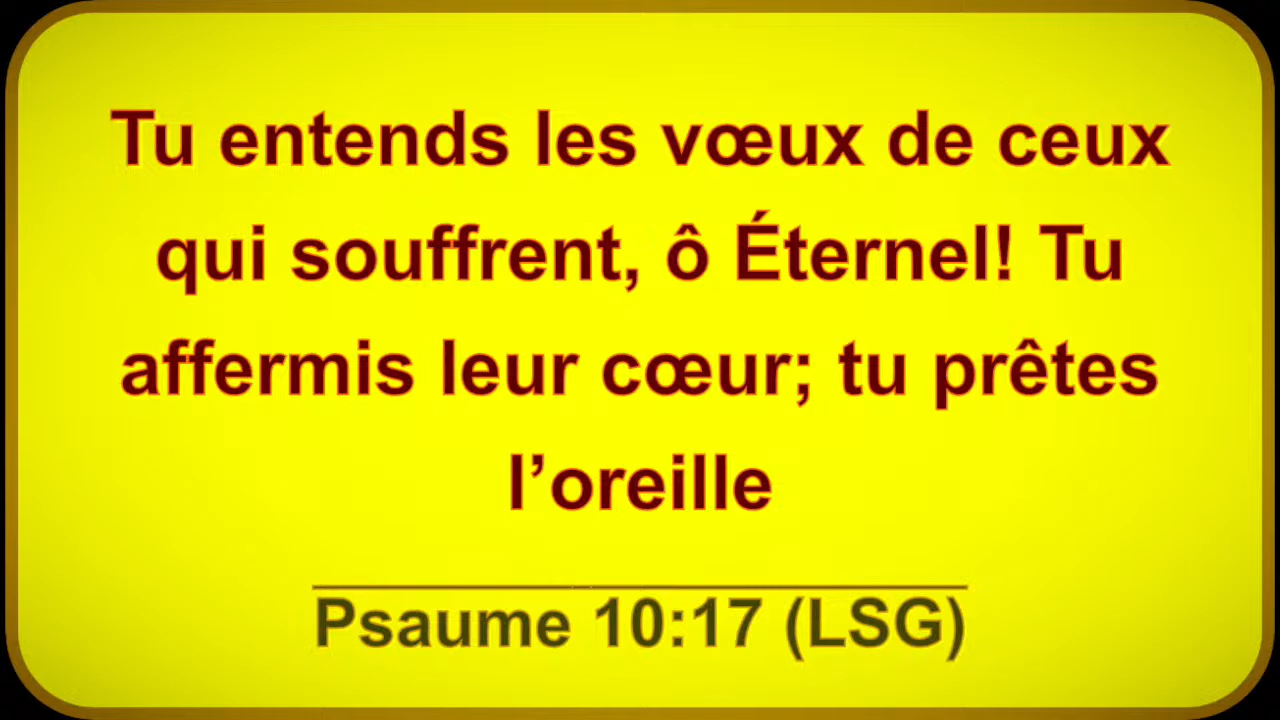 Tu entends les vœux de ceux
qui souffrent, ô Éternel! Tu
affermis leur cœur; tu prêtes
l’oreille
Psaume 10:17 (LSG)